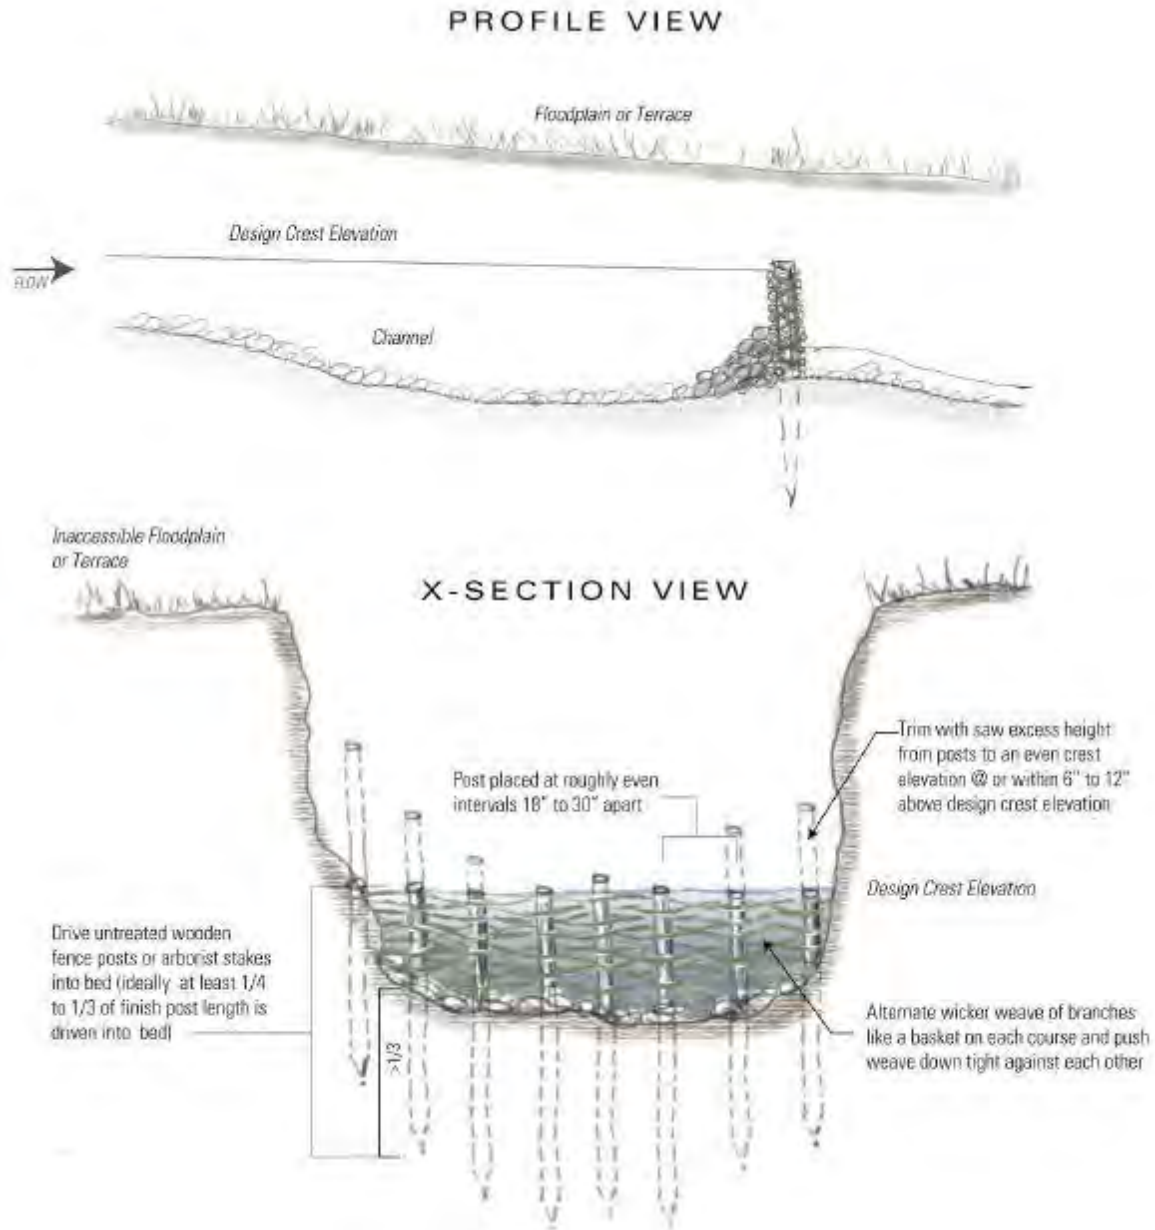 PROFILE VIEW
Floodplain or Terrace
Design Crest Elevation
FLOW
Channel
Inaccessible Floodplain
or Terrace
X-SECTION VIEW
Trim with saw excess height
from posts to an even crest
elevation @ or within 6" to 12"
above design crest elevation
Post placed at roughly even
intervals 18" to 30" apart
Design Crest Elevation
Drive untreated wooden
fence posts or arborist stakes
into bed (ideally at least 1/4
to 1/3 of finish post length is
driven into bed)
>1/3
Alternate wicker weave of branches
like a basket on each course and push
weave down tight against each other